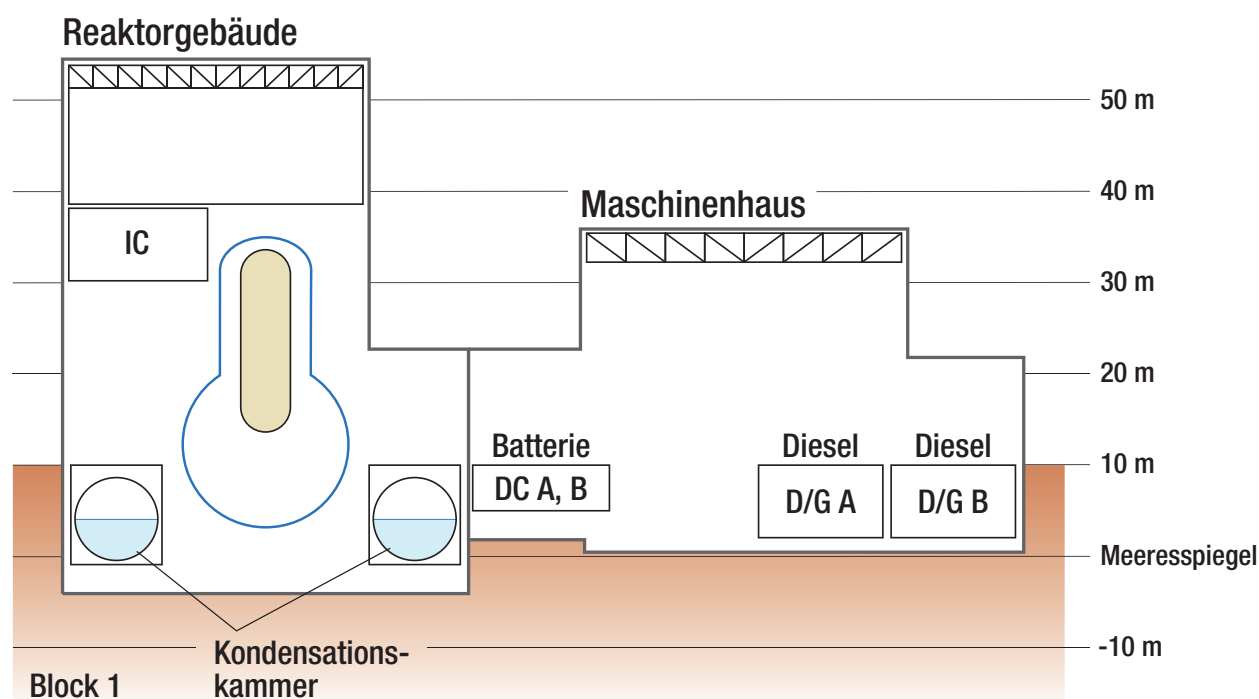 Reaktorgebäude
50 m
40 m
Maschinenhaus
IC
30 m
20 m
Batterie
Diesel
Diesel
10 m
DC A, B
D/G A
D/G B
Meeresspiegel
Kondensations-
kammer
-10 m
Block 1